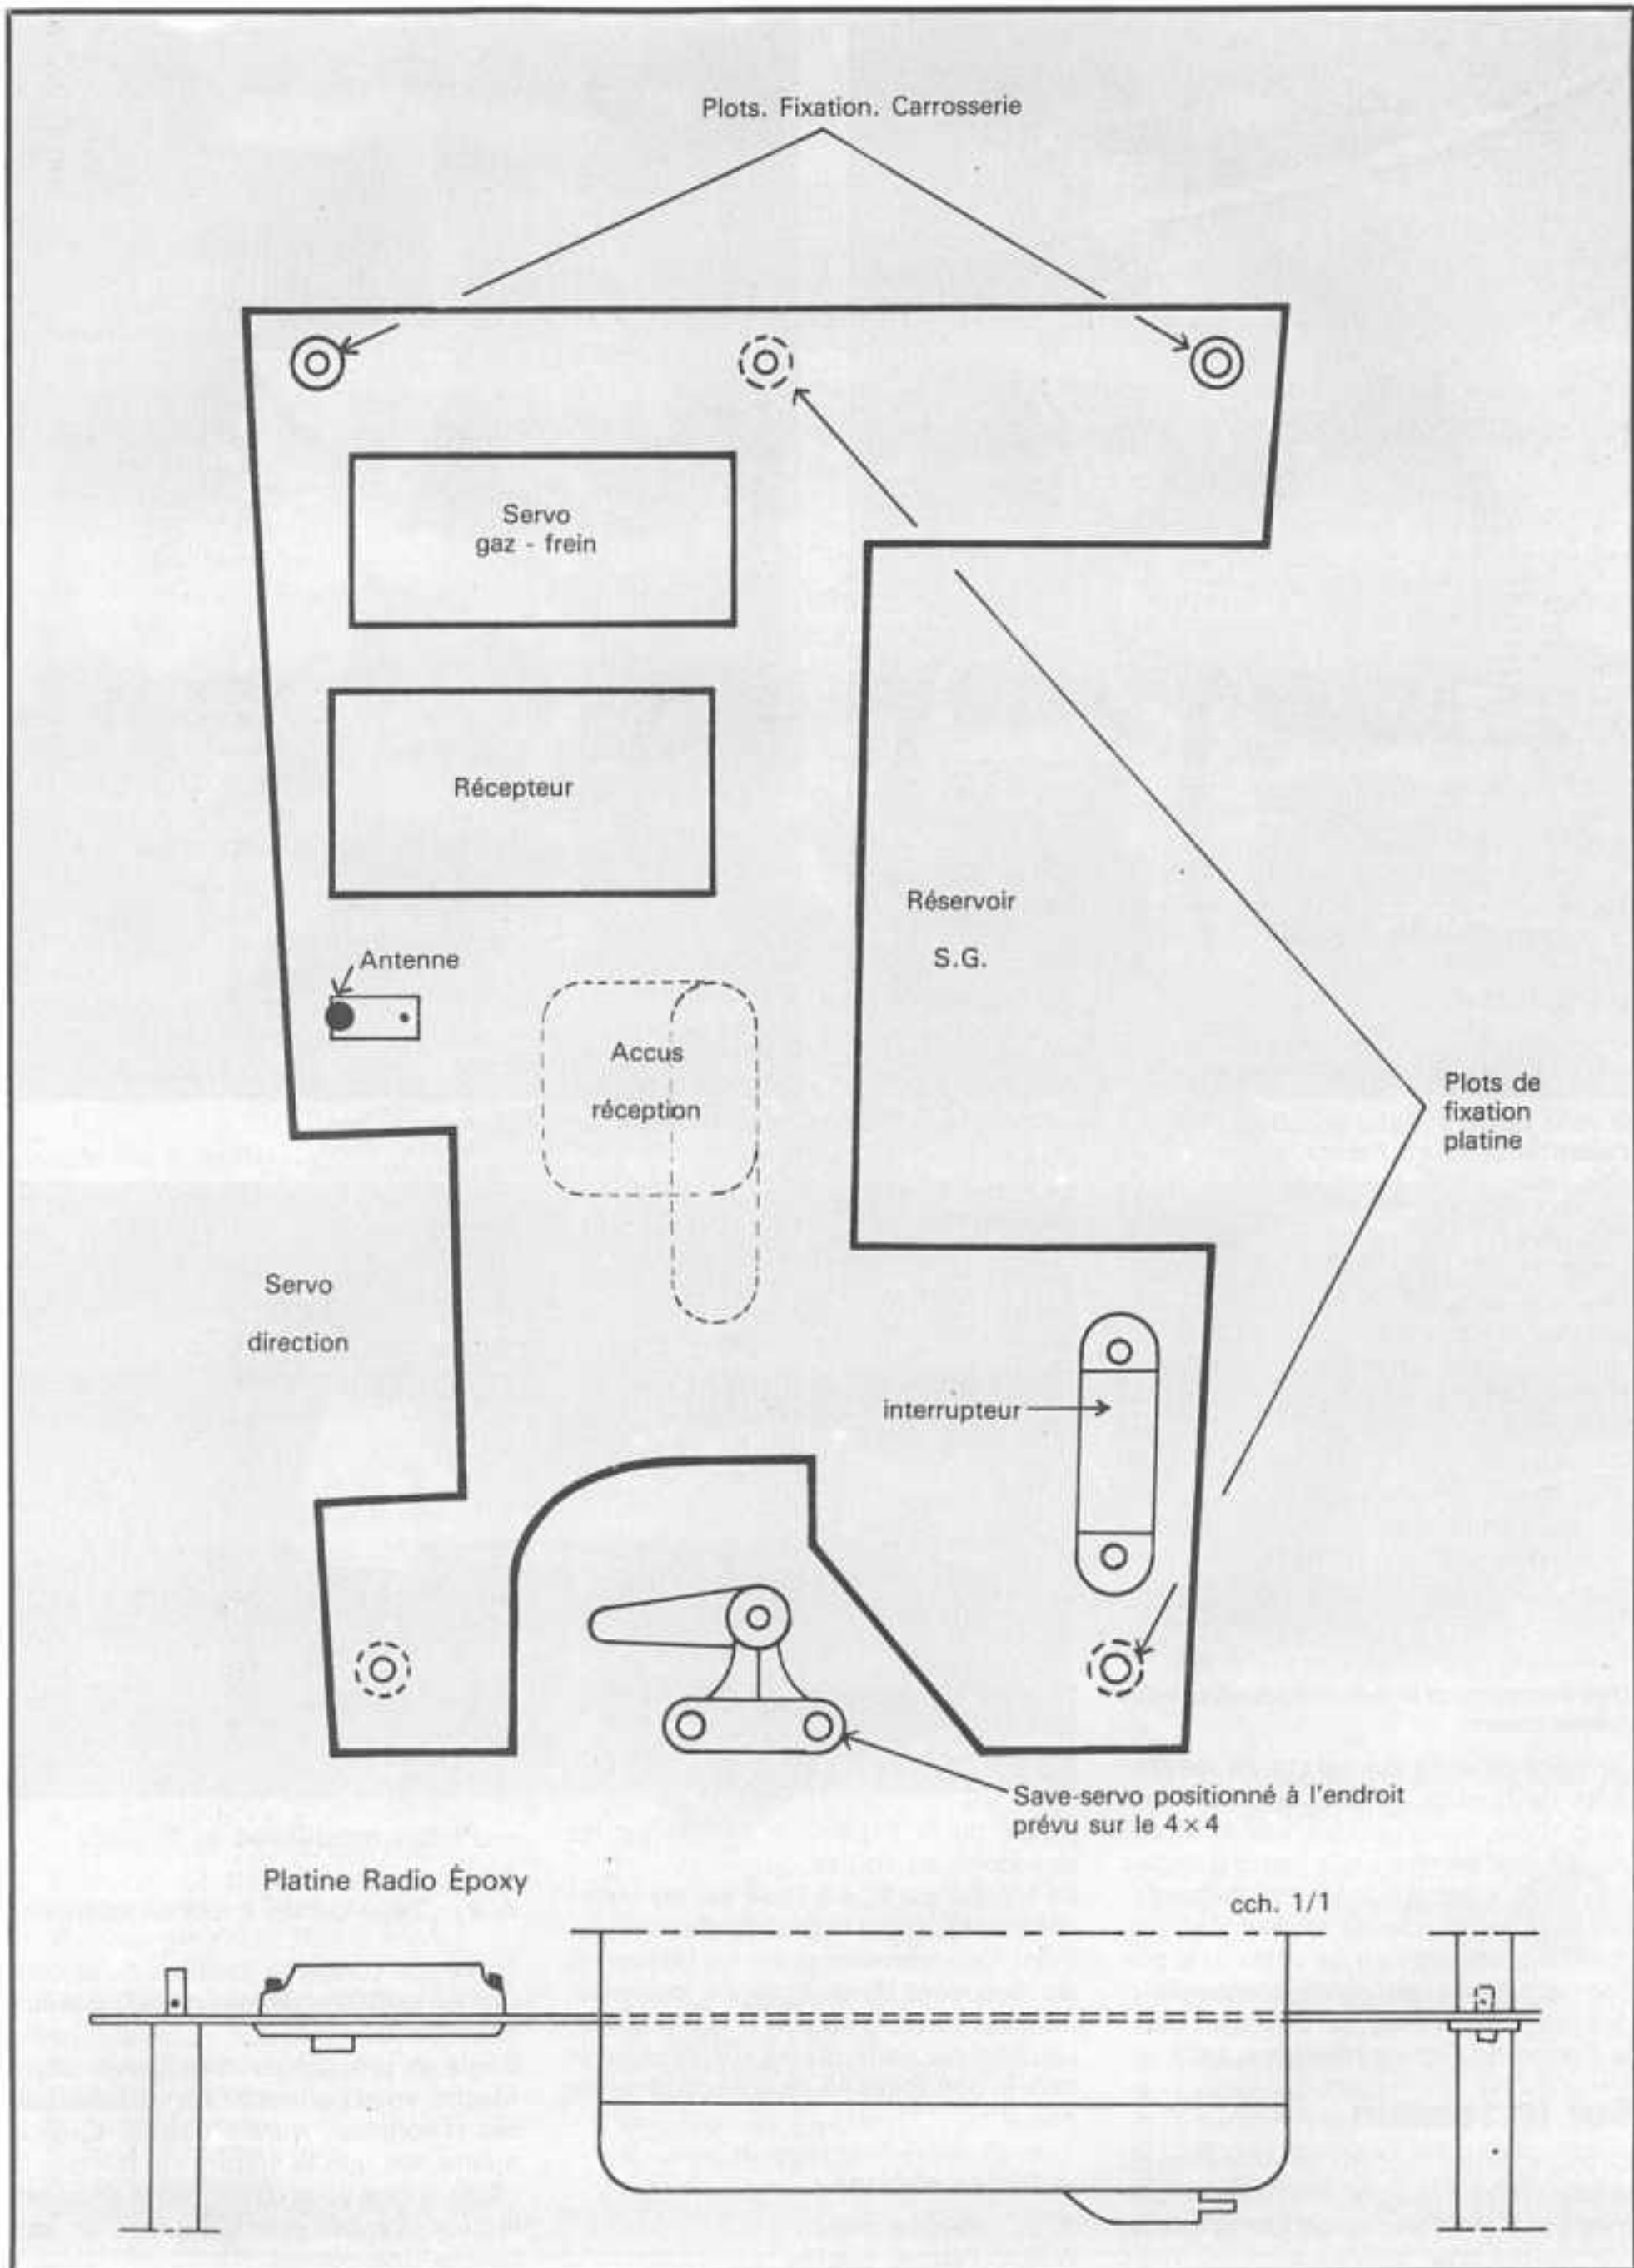 Plots. Fixation. Carrosserie
Servo
gaz - frein
Récepteur
Réservoir
S.G.
Antenne
Accus
réception
Plots de
fixation
platine
Servo
direction
interrupteur
Save-servo positionné à l'endroit
prévu sur le 4×4
Platine Radio Époxy
cch. 1/1